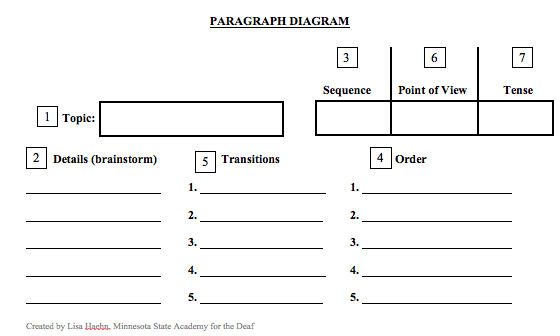 PARAGRAPH DIAGRAM
3 6 7
Sequence Point of View Tense
1 Topic:
2 Details (brainstorm) 5 Transitions 4 Order
1. 1.
2. 2.
3. 3.
4. 4.
5. 5.
Created by Lisa Haehn, Minnesota State Academy for the Deaf